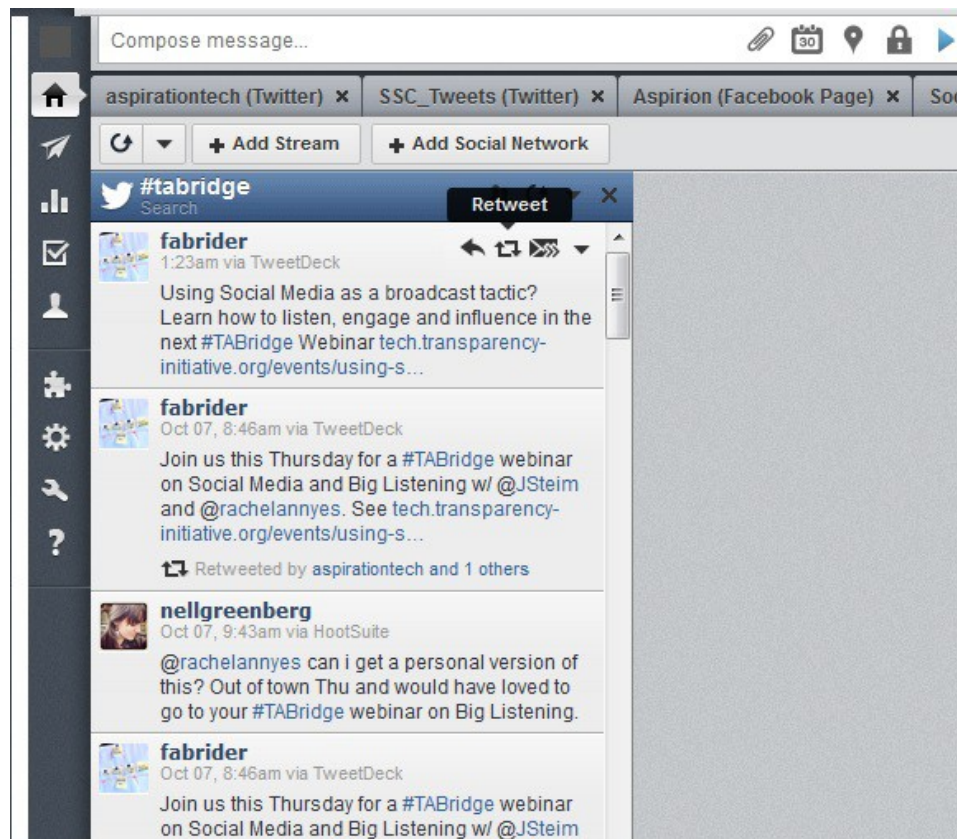 Compose message...
30
aspirationtech (Twitter) ×
SSC_Tweets (Twitter) ×
Aspirion (Facebook Page) ×
Soc
+ Add Stream
+ Add Social Network
#tabridge
Search
Retweet
fabrider
1:23am via TweetDeck
Using Social Media as a broadcast tactic?
Learn how to listen, engage and influence in the
next #TABridge Webinar tech.transparency-
initiative.org/events/using-s...
fabrider
Oct 07, 8:46am via TweetDeck
Join us this Thursday for a #TABridge webinar
on Social Media and Big Listening w/ @JSteim
and @rachelannyes. See tech.transparency-
initiative.org/events/using-s...
Retweeted by aspirationtech and 1 others
nellgreenberg
Oct 07, 9:43am via HootSuite
@rachelannyes can i get a personal version of
this? Out of town Thu and would have loved to
go to your #TABridge webinar on Big Listening.
fabrider
Oct 07, 8:46am via TweetDeck
Join us this Thursday for a #TABridge webinar
on Social Media and Big Listening w/ @JSteim
?